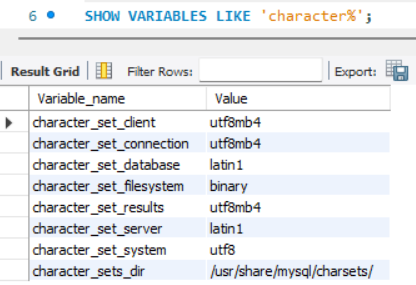 6 SHOW VARIABLES LIKE 'character%';
Result Grid Filter Rows: Export:
Variable_name Value
character_set_client utf8mb4
character_set_connection utf8mb4
character_set_database latin1
character_set_filesystem binary
character_set_results utf8mb4
character_set_server latin1
character_set_system utf8
character_sets_dir /usr/share/mysql/charsets/